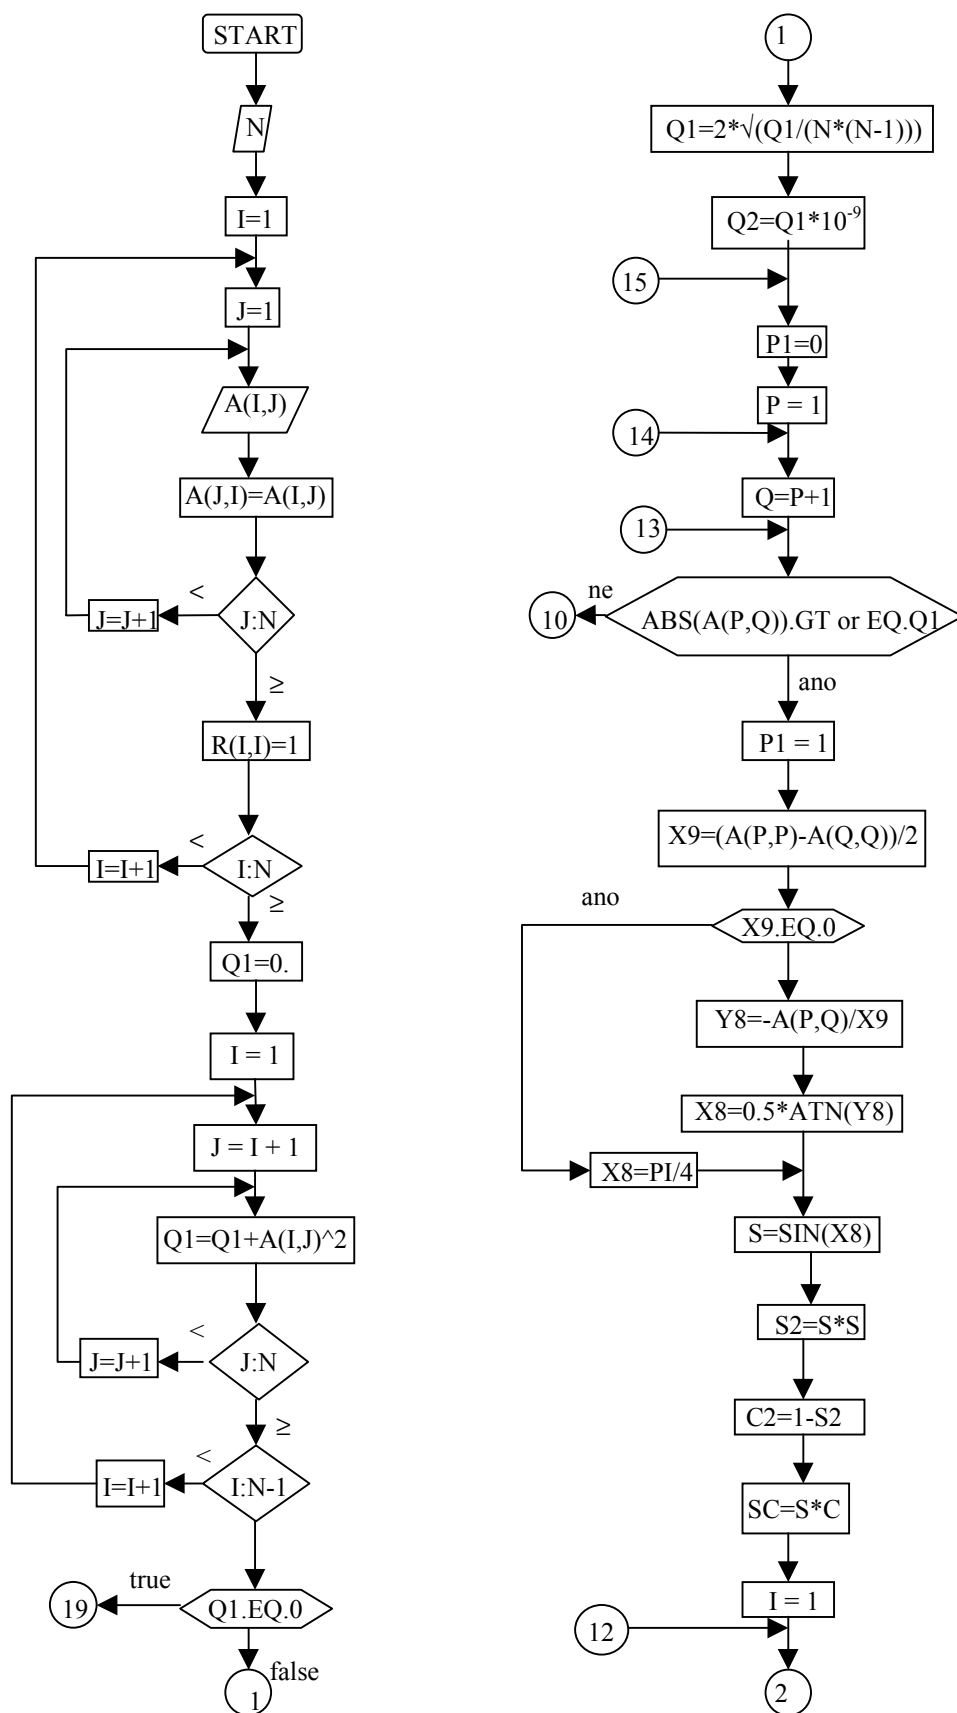 START
N
I=1
J=1
A(I,J)
A(J,I)=A(I,J)
<
J=J+1
J:N
≥
R(I,I)=1
<
I=I+1
I:N
≥
Q1=0.
I = 1
J = I + 1
Q1=Q1+A(I,J)^2
<
J=J+1
J:N
≥
<
I=I+1
I:N-1
true
19
Q1.EQ.0
false
1
1
Q1=2*√(Q1/(N*(N-1)))
Q2=Q1*10⁻⁹
15
P1=0
P = 1
14
Q=P+1
13
ne
10
ABS(A(P,Q)).GT or EQ.Q1
ano
P1 = 1
X9=(A(P,P)-A(Q,Q))/2
ano
X9.EQ.0
Y8=-A(P,Q)/X9
X8=0.5*ATN(Y8)
X8=PI/4
S=SIN(X8)
S2=S*S
C2=1-S2
SC=S*C
I = 1
12
2